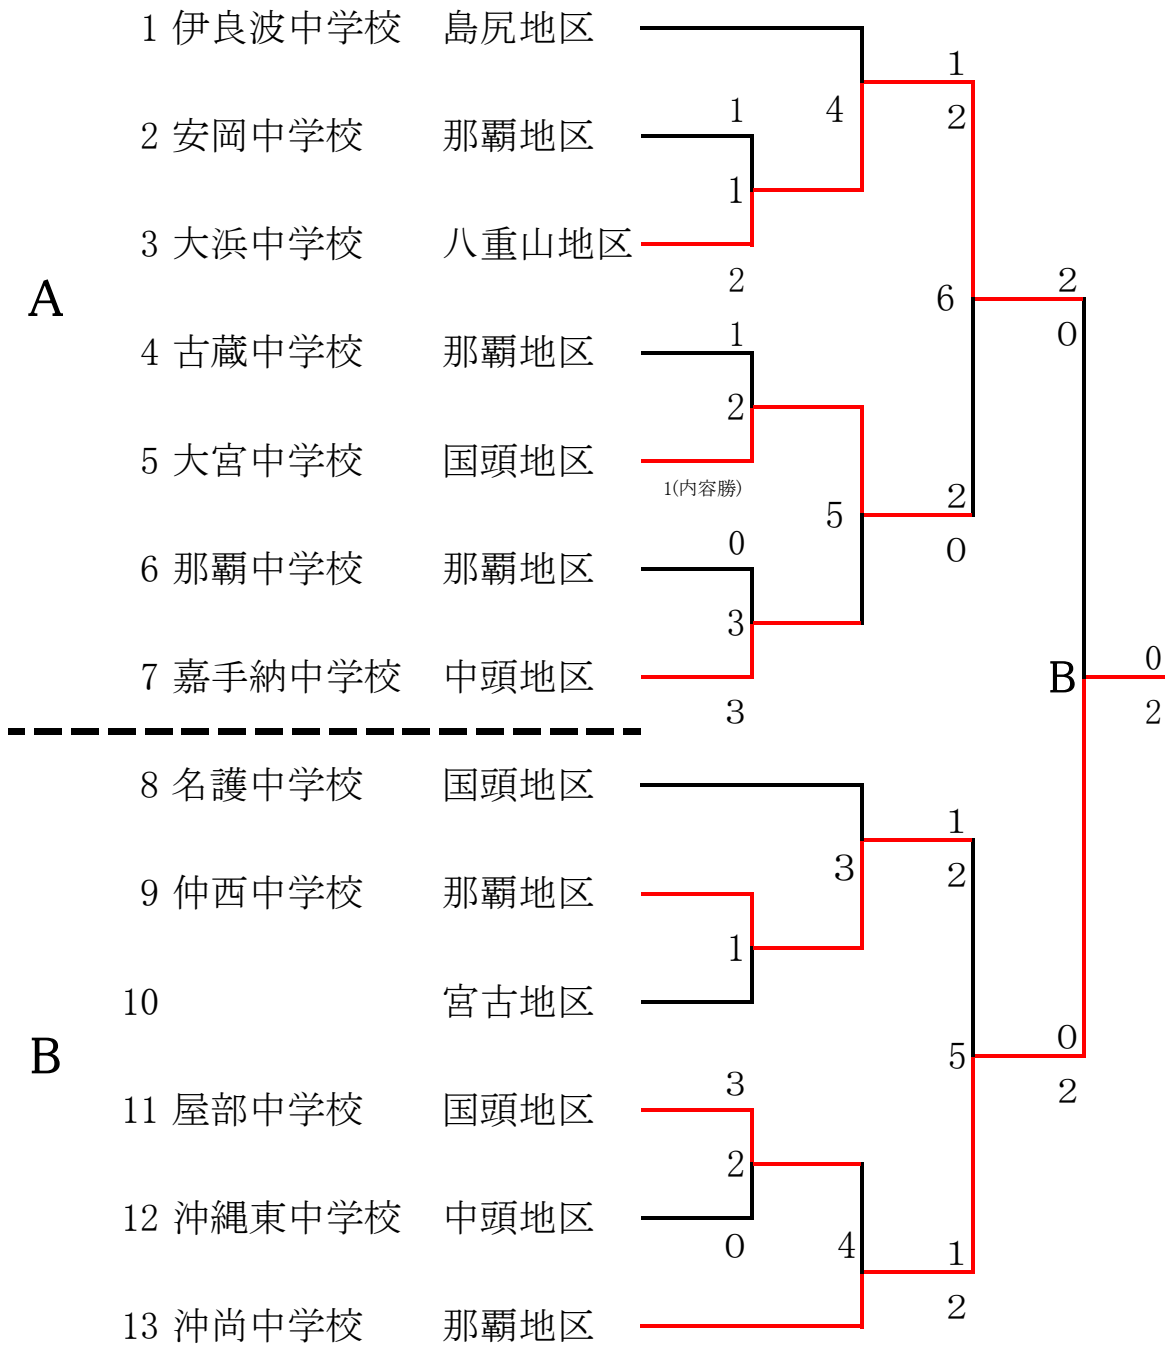 1 伊良波中学校 島尻地区
1
1 4 2
2 安岡中学校 那覇地区
1
3 大浜中学校 八重山地区
2 2
A 6
0
1
4 古蔵中学校 那覇地区
2
5 大宮中学校 国頭地区
1(内容勝) 2
5
0 0
6 那覇中学校 那覇地区
3
0
7 嘉手納中学校 中頭地区 B
3 2
8 名護中学校 国頭地区
1
3 2
9 仲西中学校 那覇地区
1
10 宮古地区
0
B 5
3 2
11 屋部中学校 国頭地区
2
12 沖縄東中学校 中頭地区
0 4 1
2
13 沖尚中学校 那覇地区